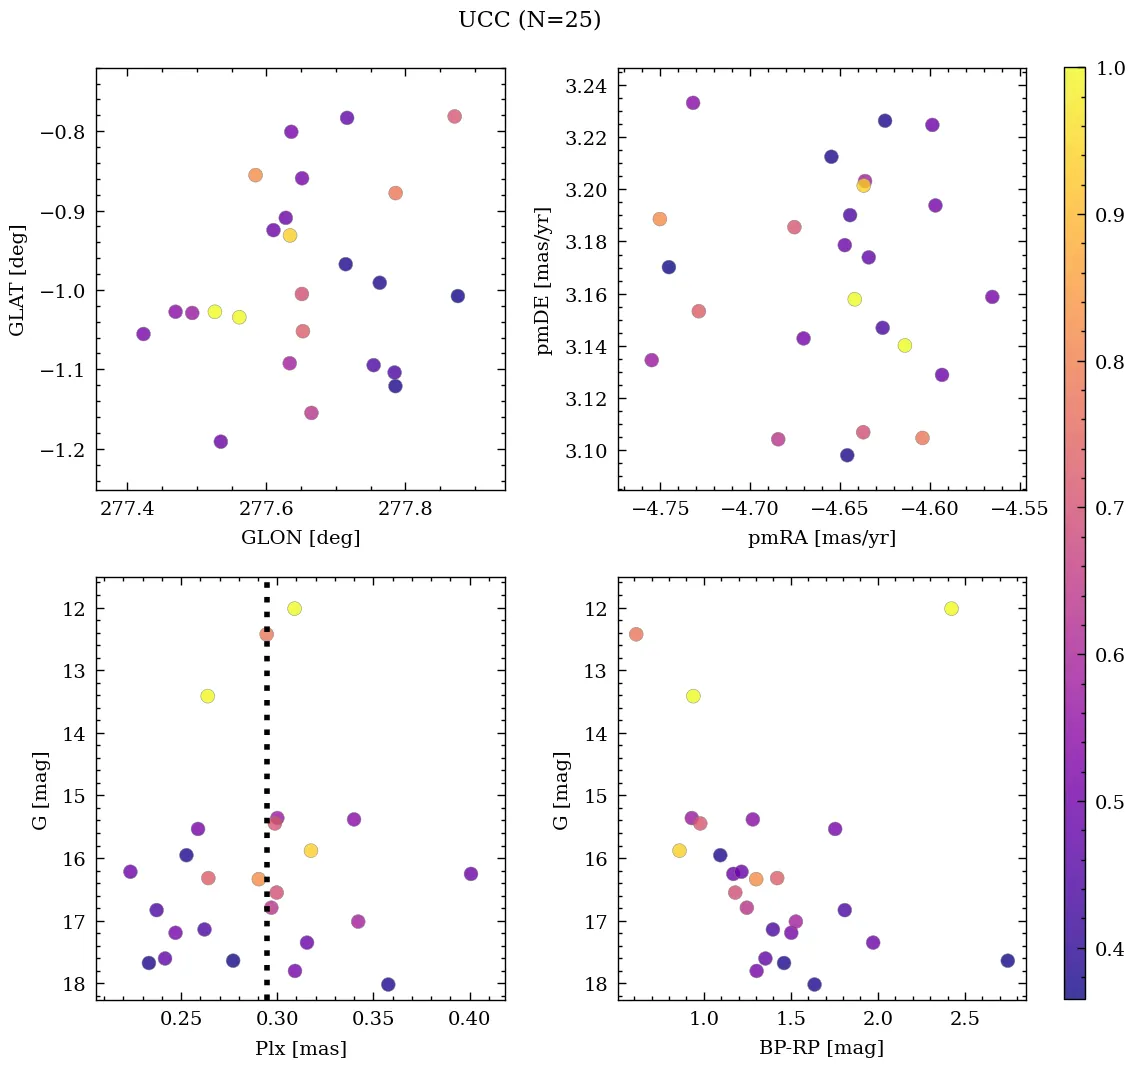 UCC (N=25)
−0.8
−0.9
−1.0
−1.1
−1.2
GLAT [deg]
277.4 277.6 277.8
GLON [deg]
3.24
3.22
3.20
3.18
3.16
3.14
3.12
3.10
pmDE [mas/yr]
−4.75 −4.70 −4.65 −4.60 −4.55
pmRA [mas/yr]
12
13
14
15
16
17
18
G [mag]
0.25 0.30 0.35 0.40
Plx [mas]
12
13
14
15
16
17
18
G [mag]
1.0 1.5 2.0 2.5
BP-RP [mag]
1.0
0.9
0.8
0.7
0.6
0.5
0.4